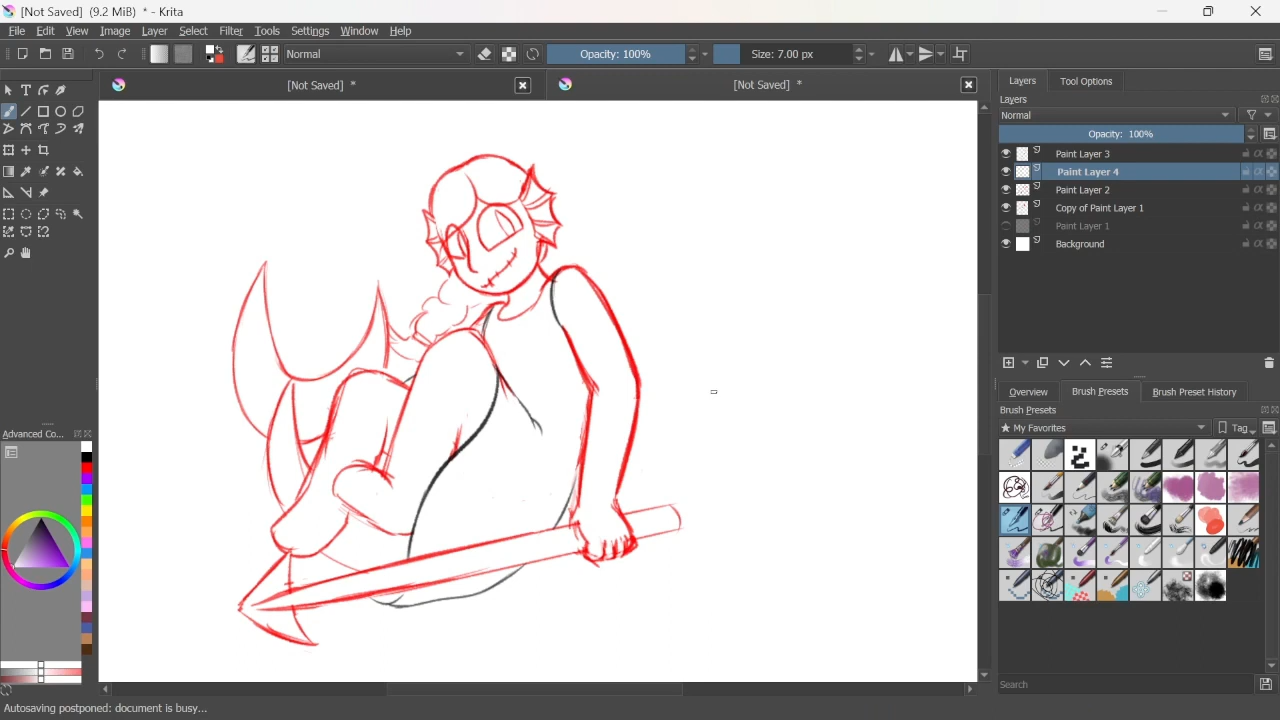 [Not Saved] (9.2 MiB) * - Krita
File Edit View Image Layer Select Filter Tools Settings Window Help
Normal Opacity: 100% Size: 7.00 px
[Not Saved] * [Not Saved] *
Layers Tool Options
Layers
Normal
Opacity: 100%
Paint Layer 3
Paint Layer 4
Paint Layer 2
Copy of Paint Layer 1
Paint Layer 1
Background
Overview Brush Presets Brush Preset History
Brush Presets
★ My Favorites Tag
Advanced Co...
Search
Autosaving postponed: document is busy...